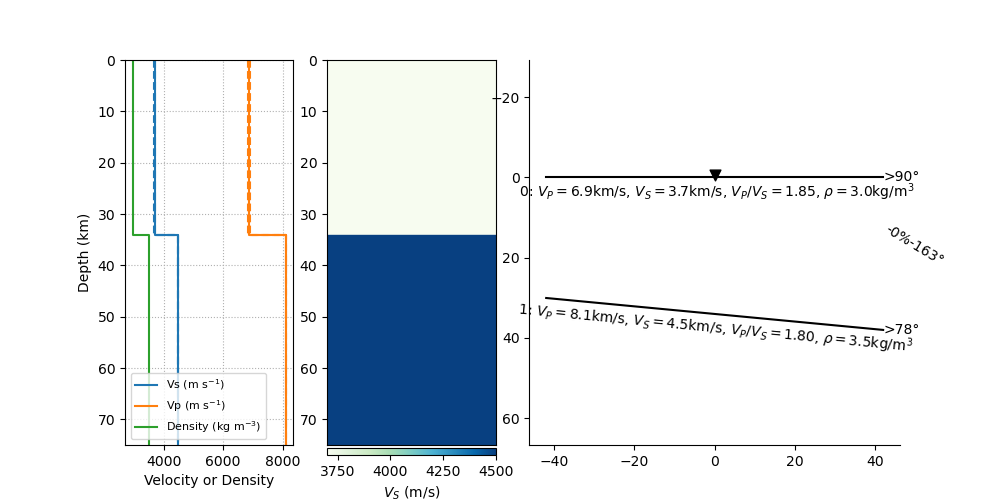 0
10
20
30
40
50
60
70
Depth (km)
4000 6000 8000
Velocity or Density
Vs (m s⁻¹)
Vp (m s⁻¹)
Density (kg m⁻³)
0
10
20
30
40
50
60
70
3750 4000 4250 4500
V_S (m/s)
−20
0
20
40
60
−40 −20 0 20 40
>90°
0: V_P = 6.9km/s, V_S = 3.7km/s, V_P/V_S = 1.85, ρ = 3.0kg/m³
-0%-163°
>78°
1: V_P = 8.1km/s, V_S = 4.5km/s, V_P/V_S = 1.80, ρ = 3.5kg/m³